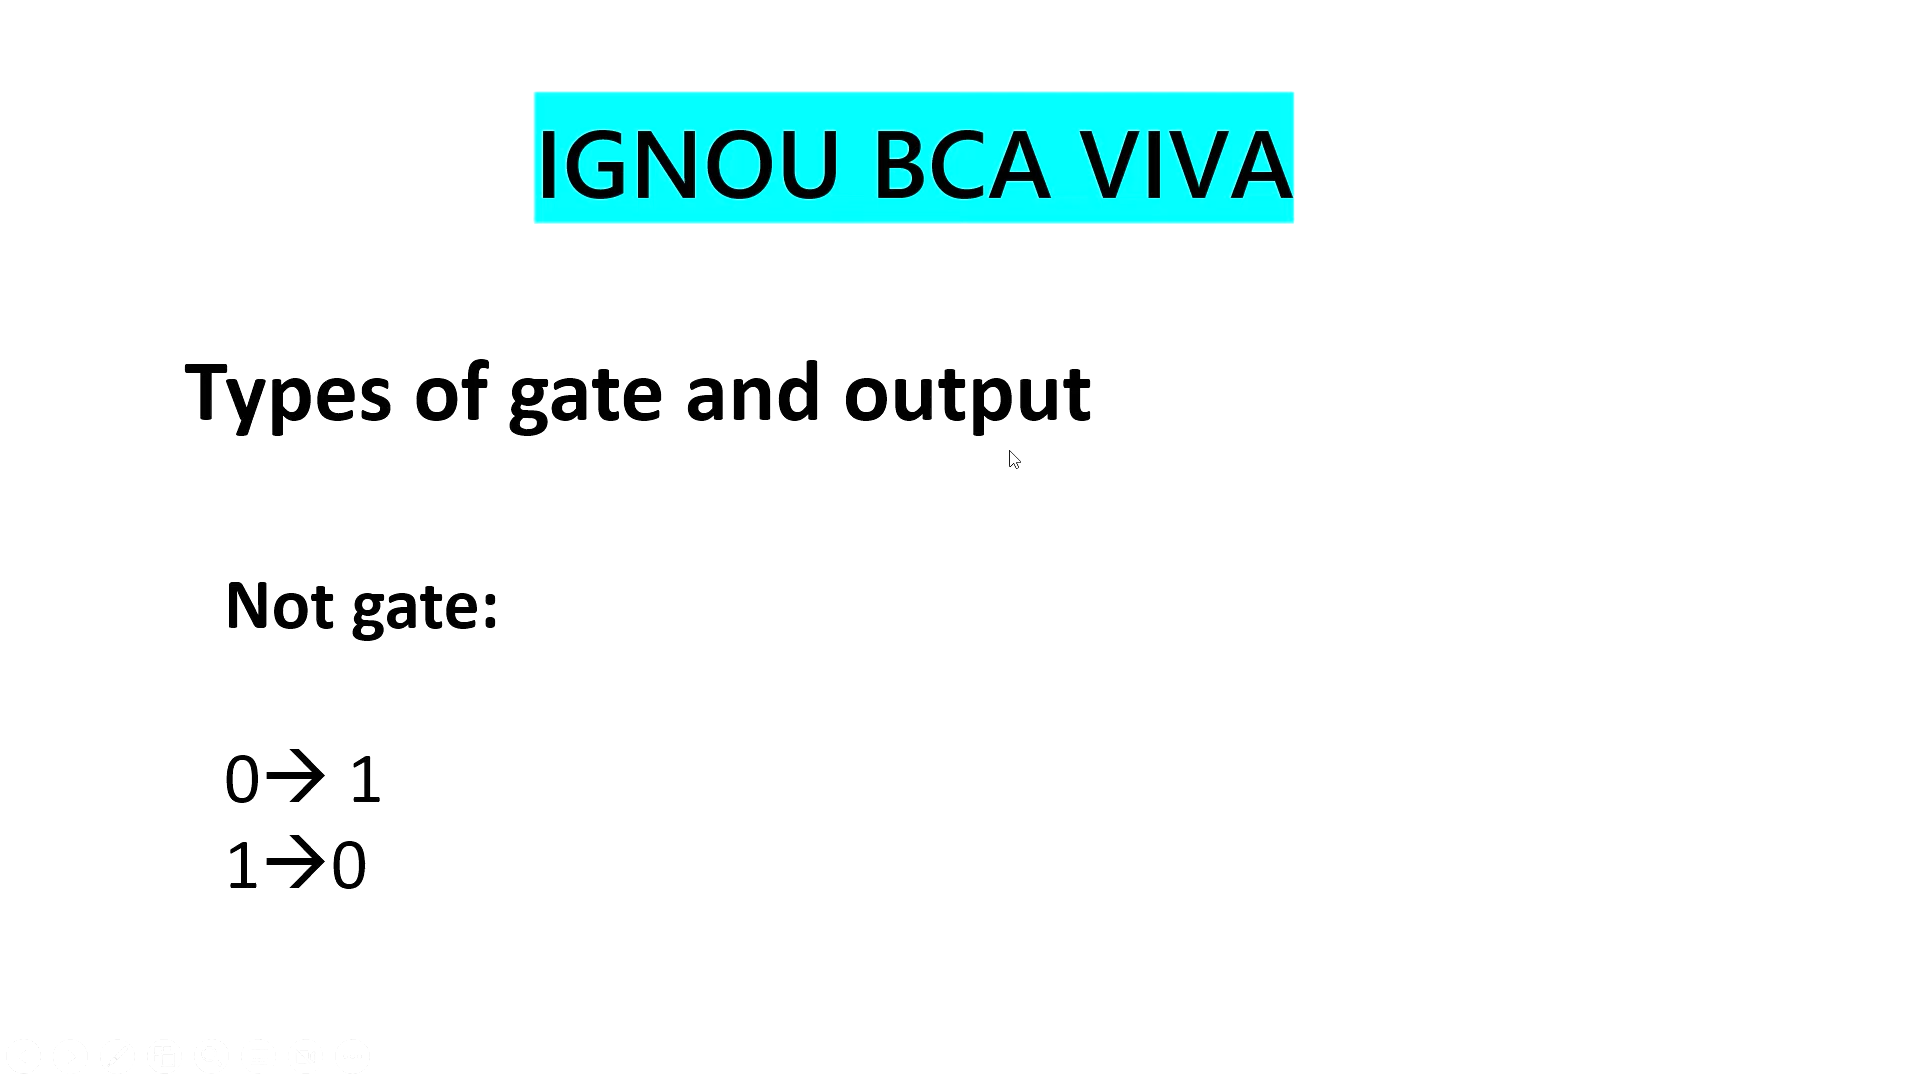 IGNOU BCA VIVA
Types of gate and output
Not gate:
0→ 1
1→0